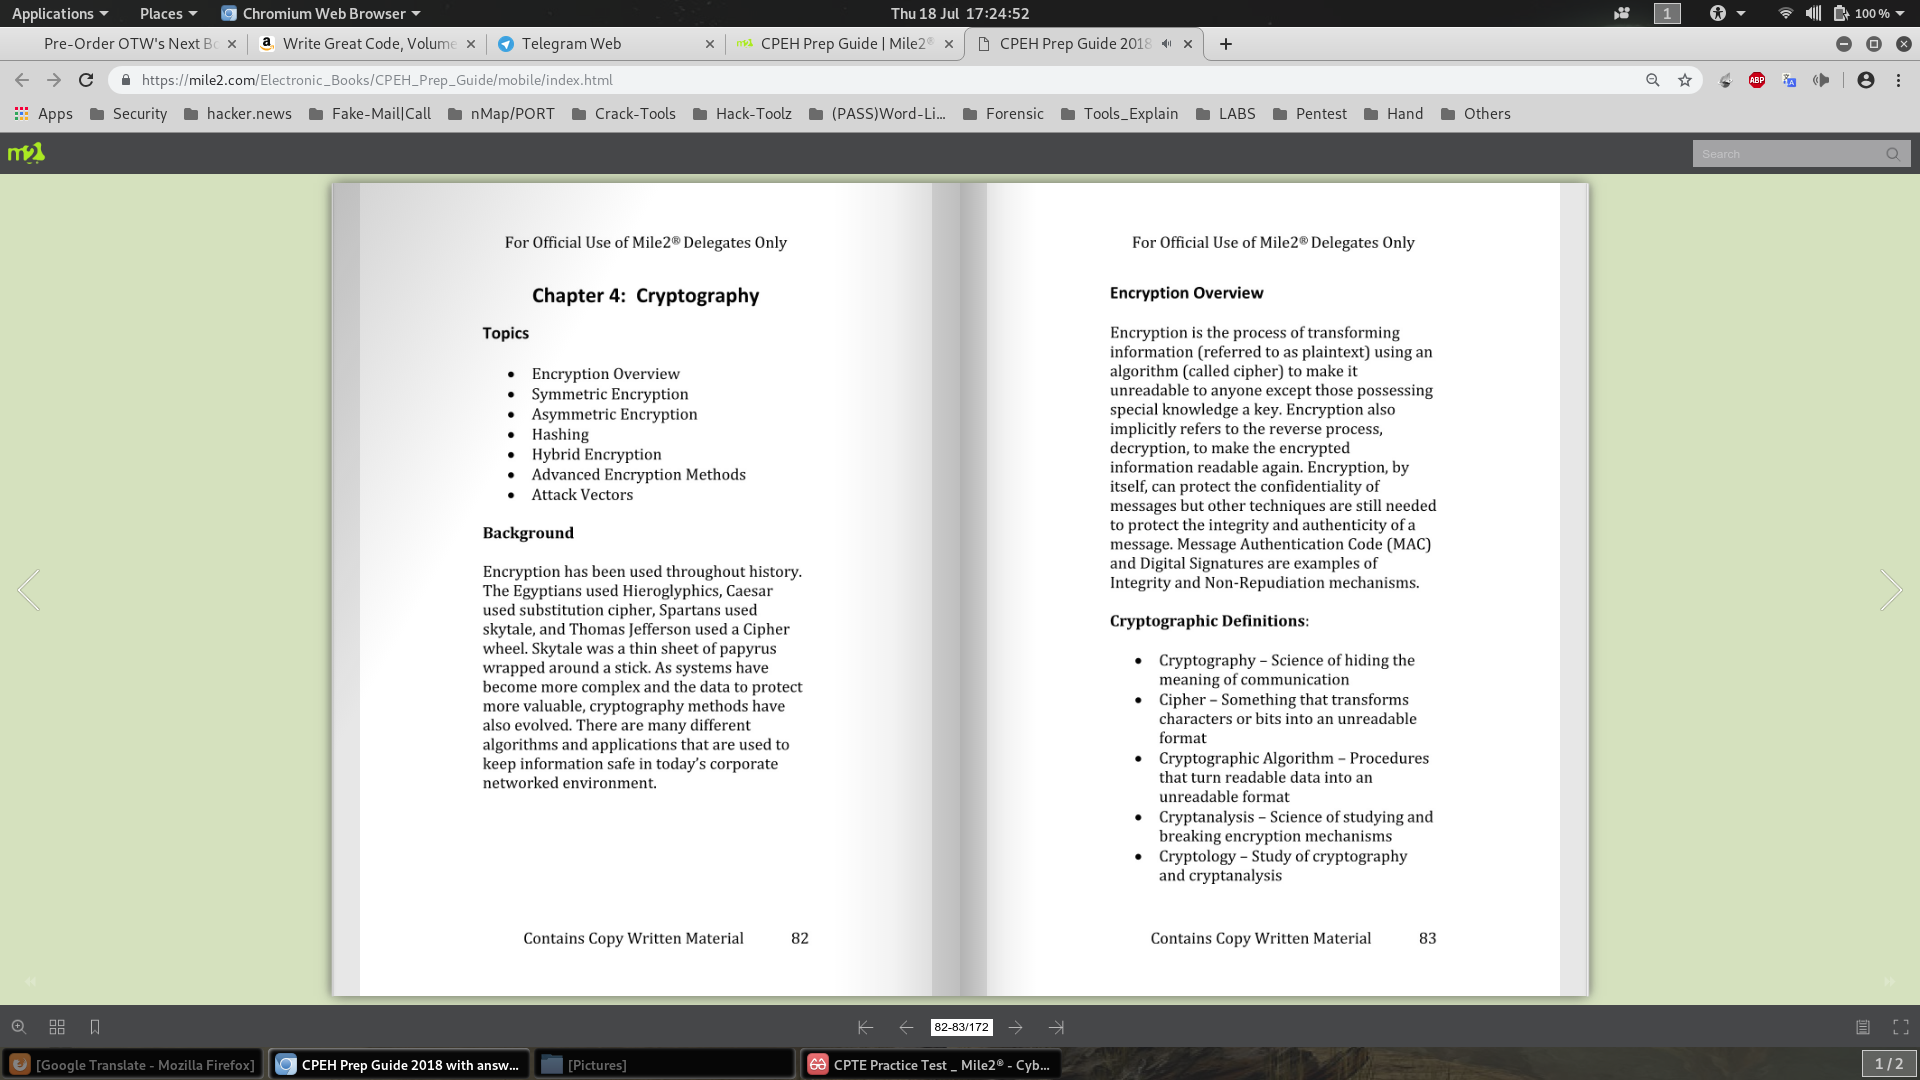 Applications Places Chromium Web Browser Thu 18 Jul 17:24:52 1 100 %
Pre-Order OTW's Next Bo Write Great Code, Volume Telegram Web CPEH Prep Guide | Mile2® CPEH Prep Guide 2018
https://mile2.com/Electronic_Books/CPEH_Prep_Guide/mobile/index.html ABP
Apps Security hacker.news Fake-Mail|Call nMap/PORT Crack-Tools Hack-Toolz (PASS)Word-Li... Forensic Tools_Explain LABS Pentest Hand Others
m2 Search
For Official Use of Mile2® Delegates Only
Chapter 4: Cryptography
Topics
• Encryption Overview
• Symmetric Encryption
• Asymmetric Encryption
• Hashing
• Hybrid Encryption
• Advanced Encryption Methods
• Attack Vectors
Background
Encryption has been used throughout history.
The Egyptians used Hieroglyphics, Caesar
used substitution cipher, Spartans used
skytale, and Thomas Jefferson used a Cipher
wheel. Skytale was a thin sheet of papyrus
wrapped around a stick. As systems have
become more complex and the data to protect
more valuable, cryptography methods have
also evolved. There are many different
algorithms and applications that are used to
keep information safe in today's corporate
networked environment.
Contains Copy Written Material 82
For Official Use of Mile2® Delegates Only
Encryption Overview
Encryption is the process of transforming
information (referred to as plaintext) using an
algorithm (called cipher) to make it
unreadable to anyone except those possessing
special knowledge a key. Encryption also
implicitly refers to the reverse process,
decryption, to make the encrypted
information readable again. Encryption, by
itself, can protect the confidentiality of
messages but other techniques are still needed
to protect the integrity and authenticity of a
message. Message Authentication Code (MAC)
and Digital Signatures are examples of
Integrity and Non-Repudiation mechanisms.
Cryptographic Definitions:
• Cryptography – Science of hiding the
meaning of communication
• Cipher – Something that transforms
characters or bits into an unreadable
format
• Cryptographic Algorithm – Procedures
that turn readable data into an
unreadable format
• Cryptanalysis – Science of studying and
breaking encryption mechanisms
• Cryptology – Study of cryptography
and cryptanalysis
Contains Copy Written Material 83
82-83/172
[Google Translate - Mozilla Firefox] CPEH Prep Guide 2018 with answ... [Pictures] CPTE Practice Test _ Mile2® - Cyb... 1 / 2